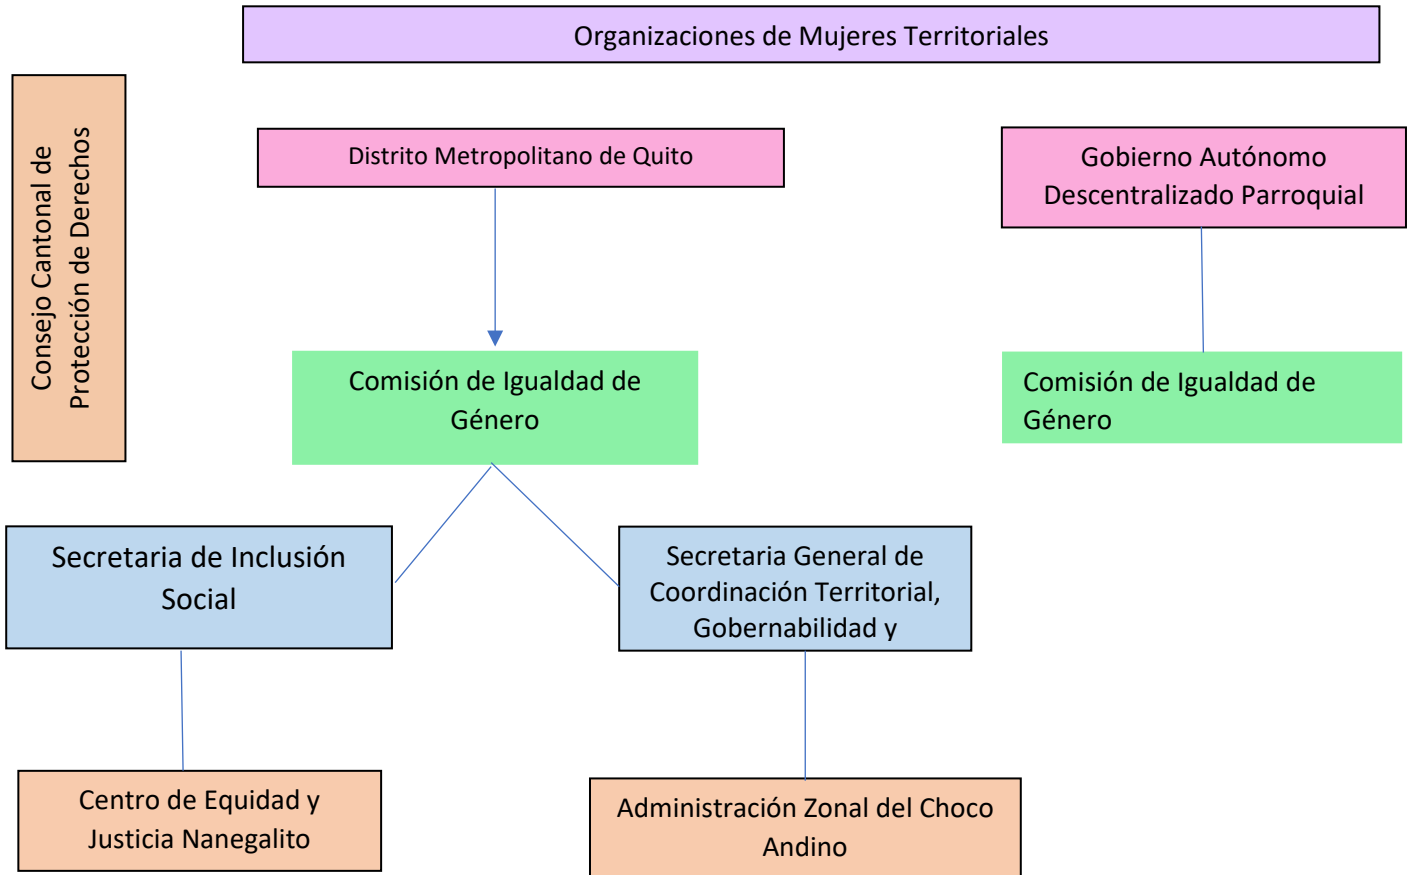 Organizaciones de Mujeres Territoriales
Consejo Cantonal de
Protección de Derechos
Distrito Metropolitano de Quito
Gobierno Autónomo
Descentralizado Parroquial
Comisión de Igualdad de
Género
Comisión de Igualdad de
Género
Secretaria de Inclusión
Social
Secretaria General de
Coordinación Territorial,
Gobernabilidad y
Centro de Equidad y
Justicia Nanegalito
Administración Zonal del Choco
Andino